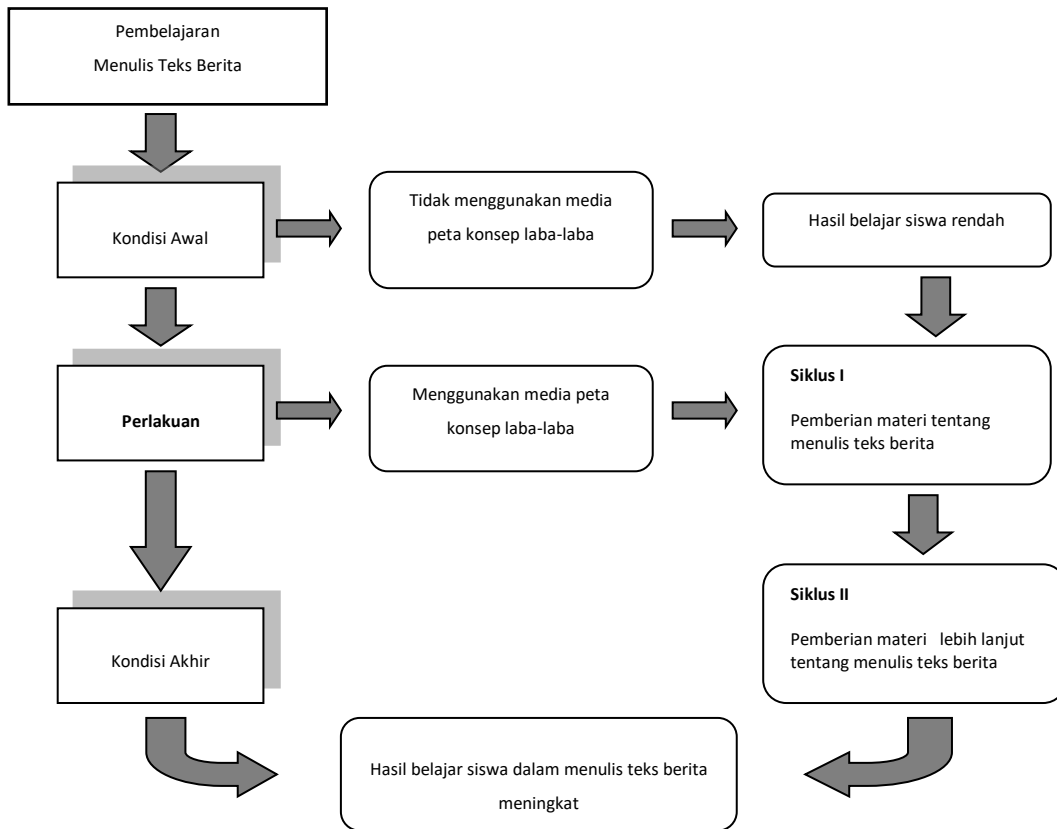 Pembelajaran
Menulis Teks Berita
Kondisi Awal
Tidak menggunakan media
peta konsep laba-laba
Hasil belajar siswa rendah
Perlakuan
Menggunakan media peta
konsep laba-laba
Siklus I
Pemberian materi tentang
menulis teks berita
Kondisi Akhir
Siklus II
Pemberian materi lebih lanjut
tentang menulis teks berita
Hasil belajar siswa dalam menulis teks berita
meningkat